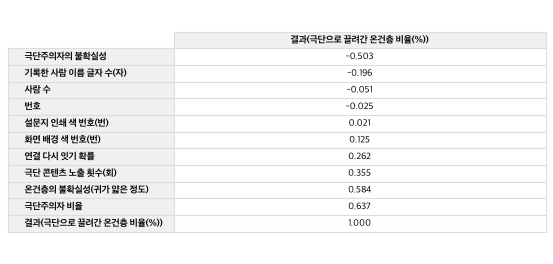 결과(극단으로 끌려간 온건층 비율(%))
극단주의자의 불확실성 -0.503
기록한 사람 이름 글자 수(자) -0.196
사람 수 -0.051
번호 -0.025
설문지 인쇄 색 번호(번) 0.021
화면 배경 색 번호(번) 0.125
연결 다시 잇기 확률 0.262
극단 콘텐츠 노출 횟수(회) 0.355
온건층의 불확실성(귀가 얇은 정도) 0.584
극단주의자 비율 0.637
결과(극단으로 끌려간 온건층 비율(%)) 1.000